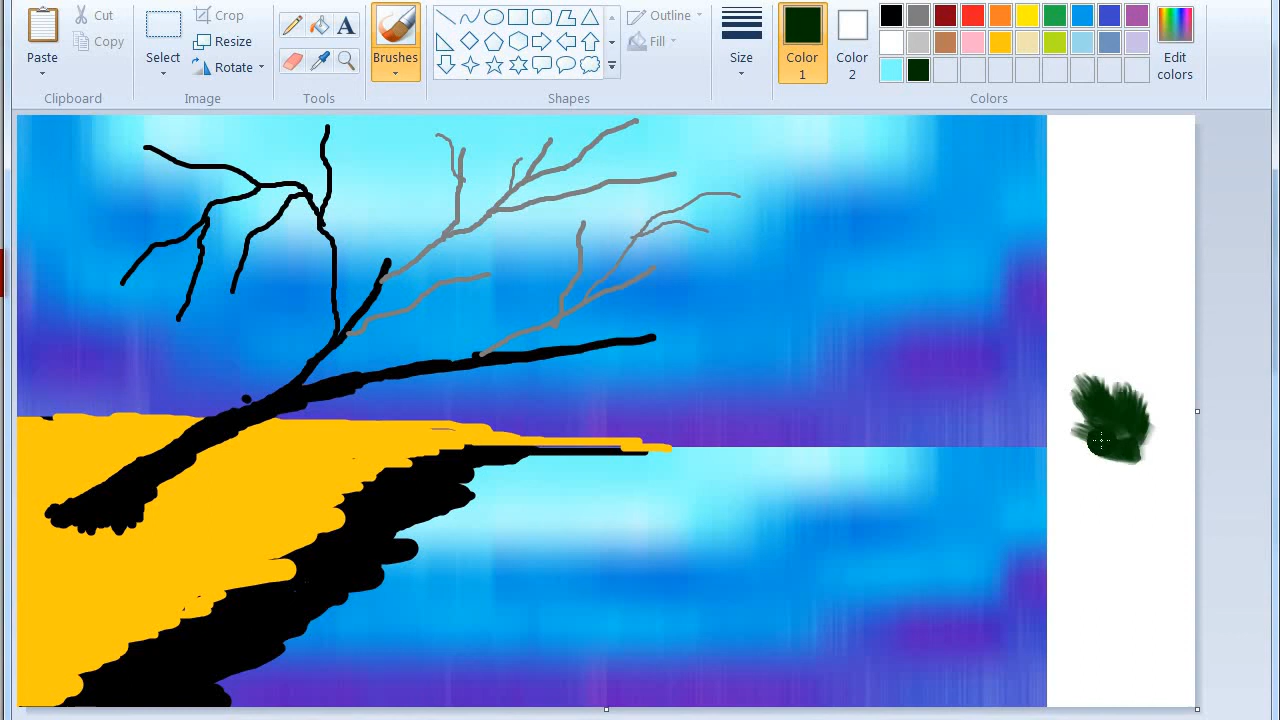 Paste
Cut
Copy
Clipboard
Select
Crop
Resize
Rotate
Image
A
Tools
Brushes
Shapes
Outline
Fill
Size
Color
1
Color
2
Colors
Edit
colors